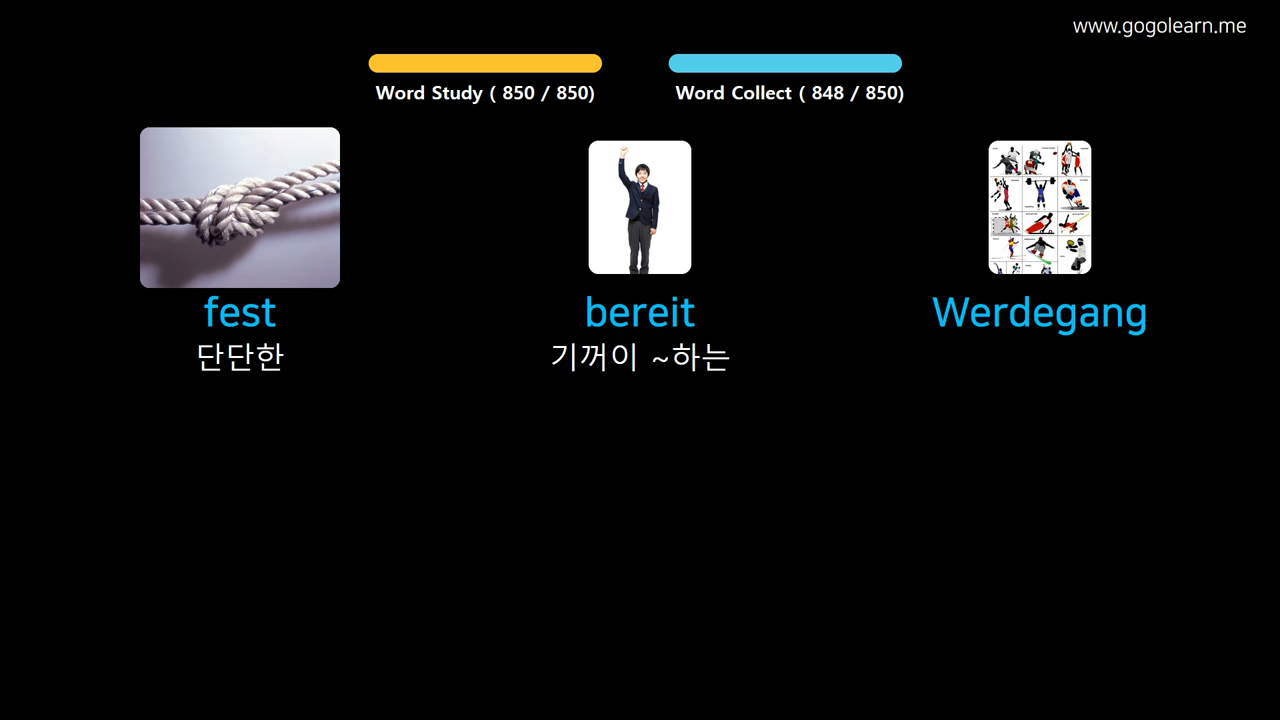 www.gogolearn.me
Word Study ( 850 / 850)
Word Collect ( 848 / 850)
fest
bereit
Werdegang
단단한
기꺼이 ~하는